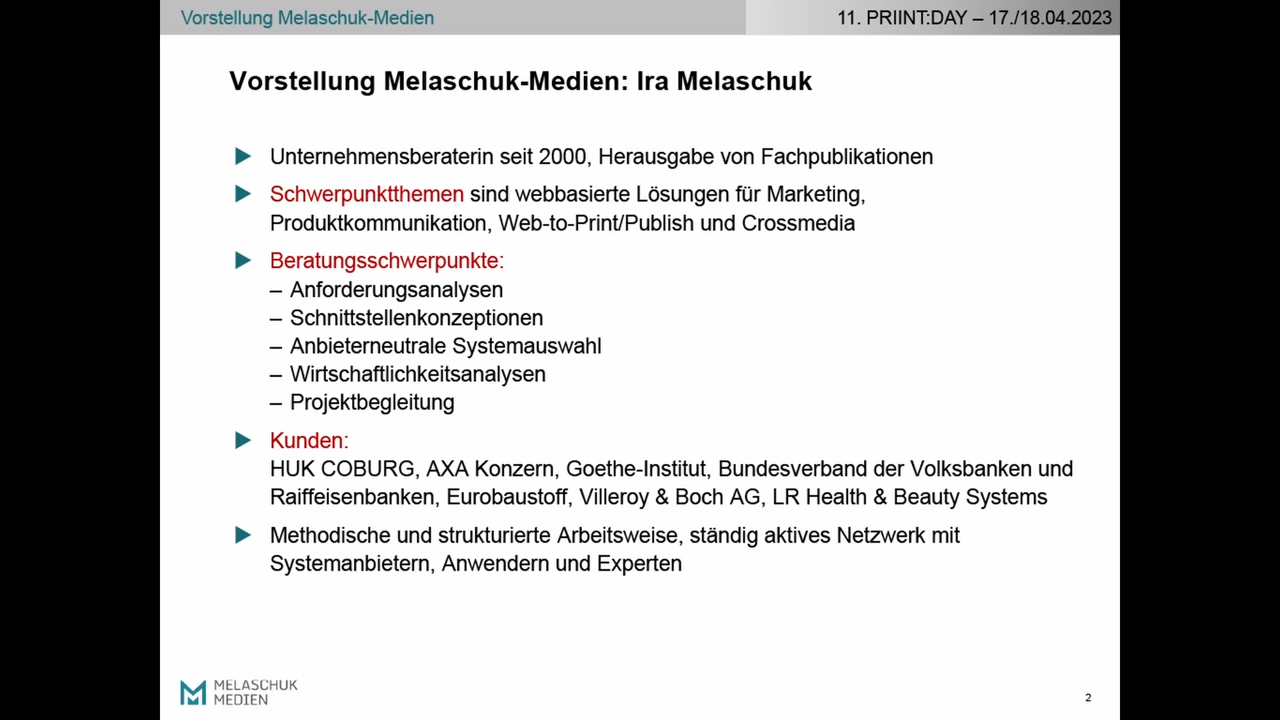 Vorstellung Melaschuk-Medien
11. PRIINT:DAY – 17./18.04.2023
Vorstellung Melaschuk-Medien: Ira Melaschuk
Unternehmensberaterin seit 2000, Herausgabe von Fachpublikationen
Schwerpunktthemen sind webbasierte Lösungen für Marketing,
Produktkommunikation, Web-to-Print/Publish und Crossmedia
Beratungsschwerpunkte:
– Anforderungsanalysen
– Schnittstellenkonzeptionen
– Anbieterneutrale Systemauswahl
– Wirtschaftlichkeitsanalysen
– Projektbegleitung
Kunden:
HUK COBURG, AXA Konzern, Goethe-Institut, Bundesverband der Volksbanken und
Raiffeisenbanken, Eurobaustoff, Villeroy & Boch AG, LR Health & Beauty Systems
Methodische und strukturierte Arbeitsweise, ständig aktives Netzwerk mit
Systemanbietern, Anwendern und Experten
MELASCHUK
MEDIEN
2